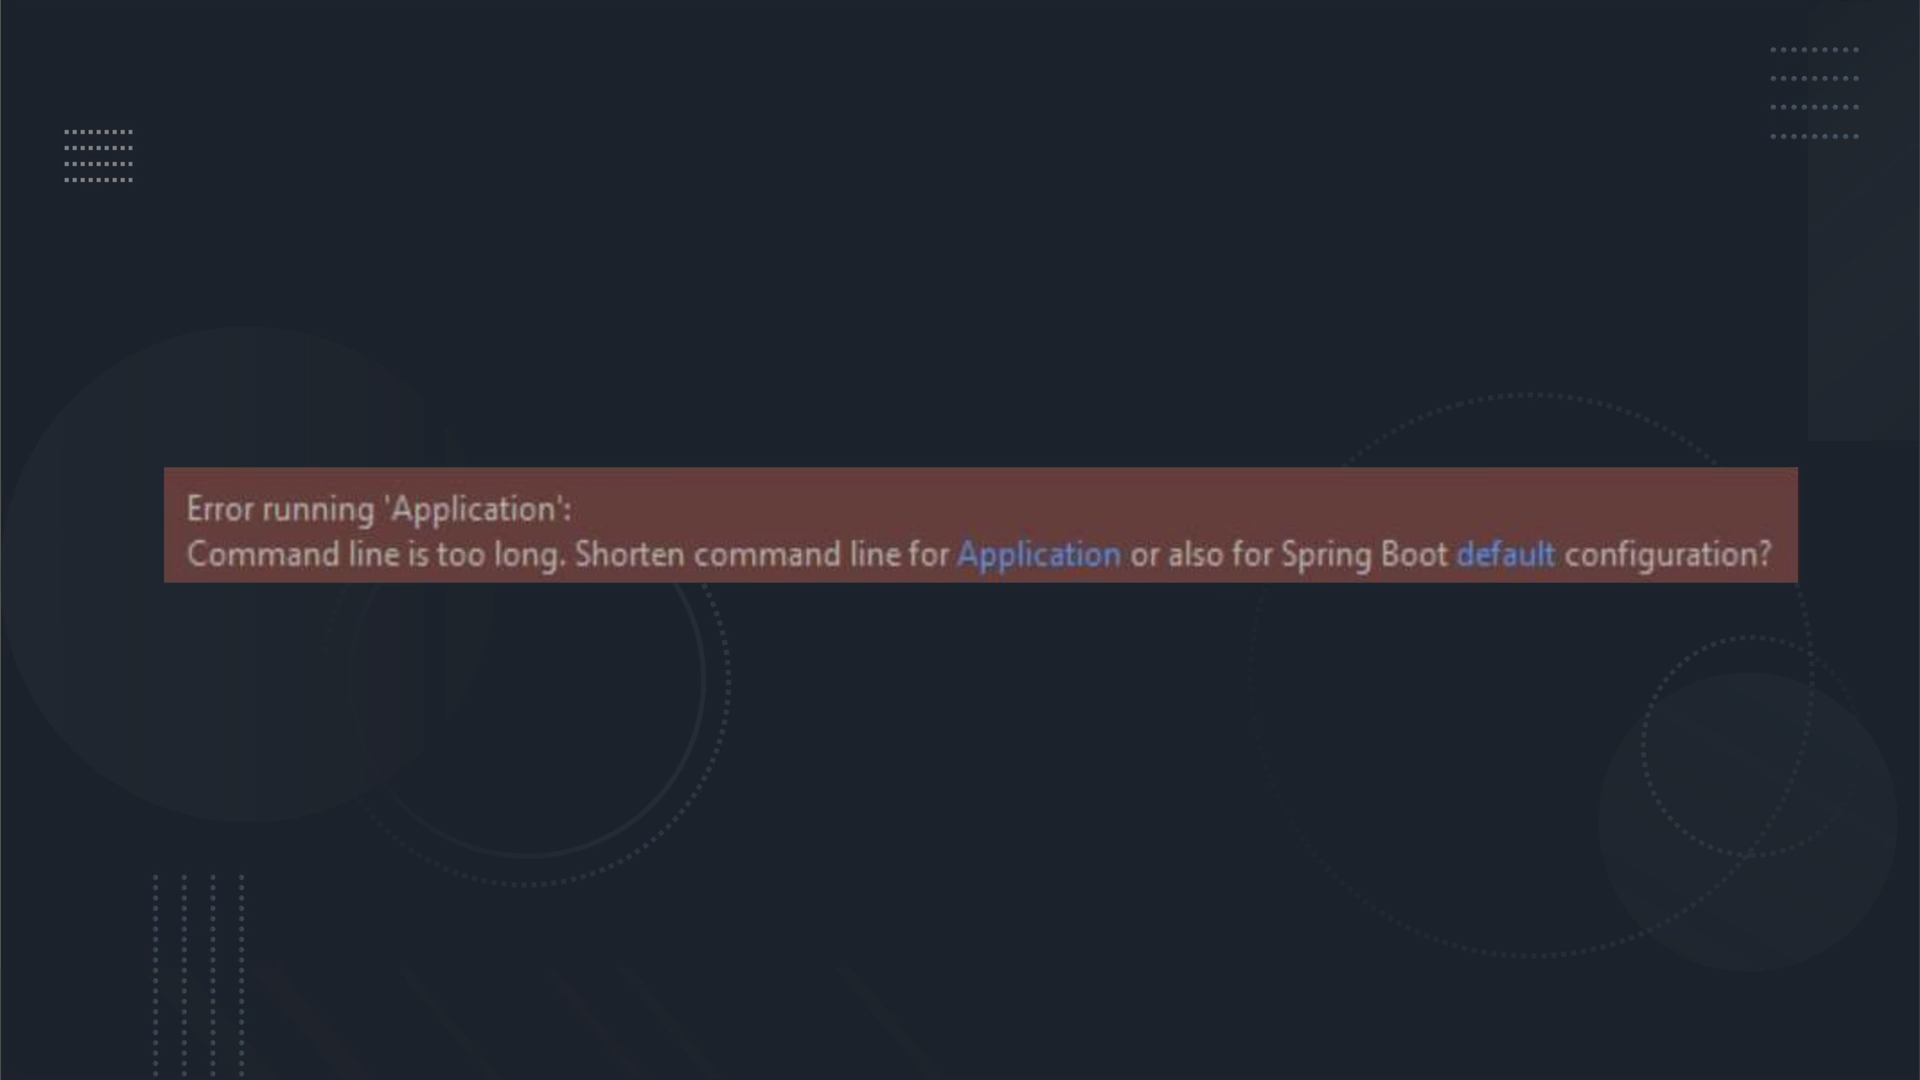 Error running 'Application':
Command line is too long. Shorten command line for Application or also for Spring Boot default configuration?